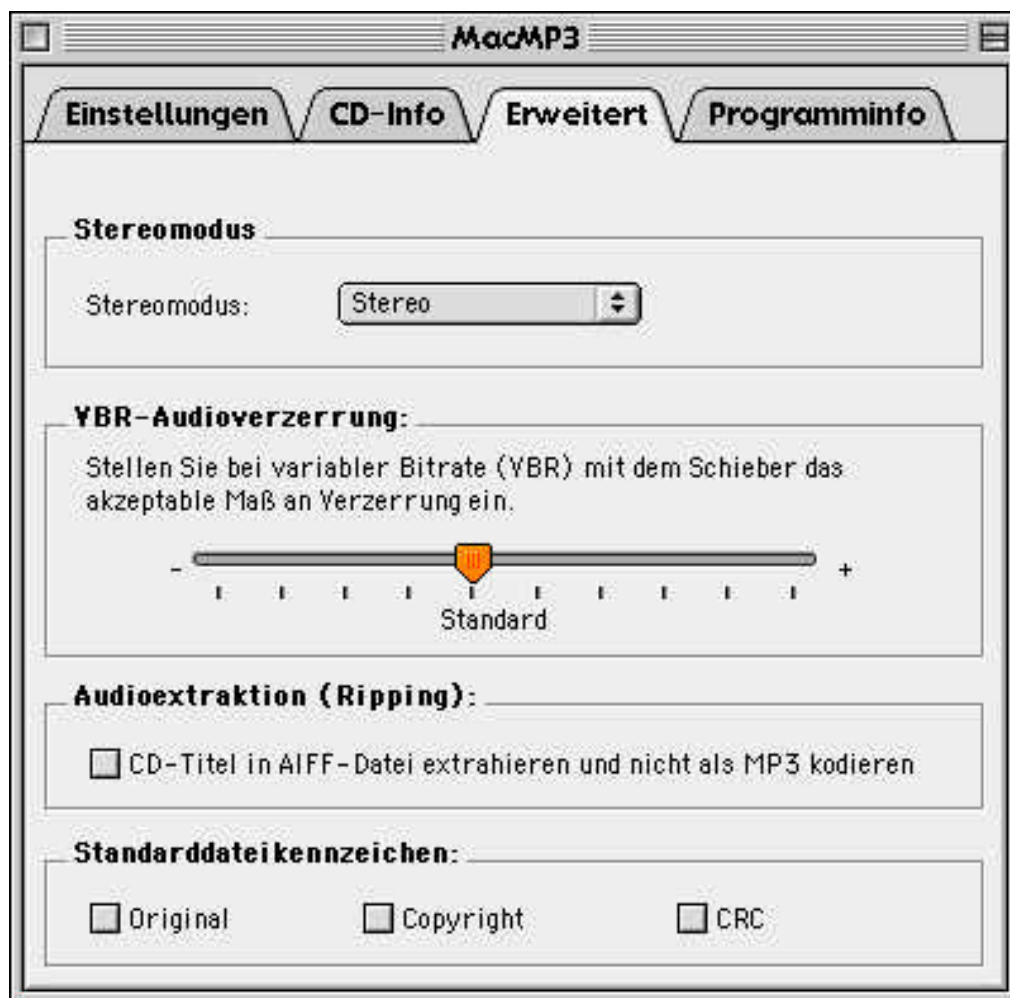 MacMP3
Einstellungen CD-Info Erweitert Programminfo
Stereomodus
Stereomodus: Stereo
VBR-Audioverzerrung:
Stellen Sie bei variabler Bitrate (VBR) mit dem Schieber das
akzeptable Maß an Verzerrung ein.
- +
Standard
Audioextraktion (Ripping):
CD-Titel in AIFF-Datei extrahieren und nicht als MP3 kodieren
Standarddateikennzeichen:
Original Copyright CRC